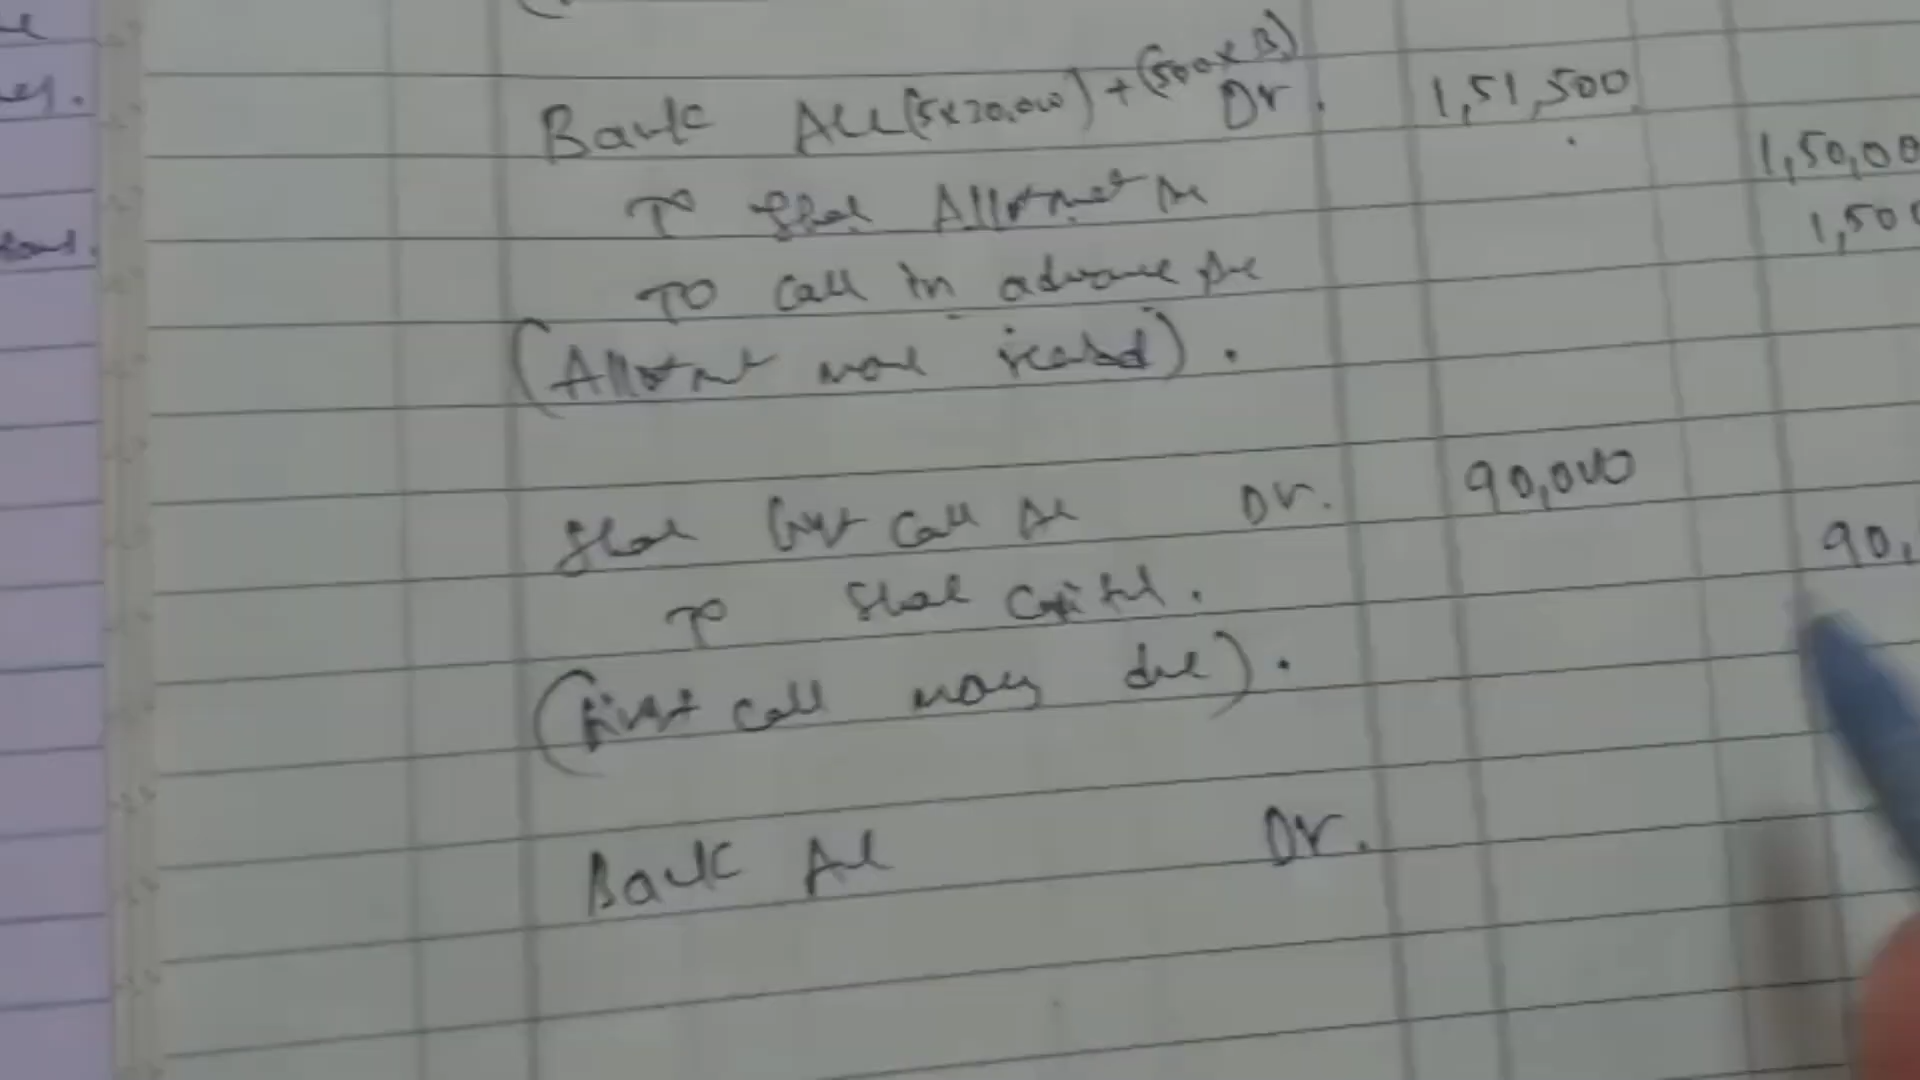 Bank A/c (5x30,000) + (500x3) Dr. 1,51,500
To Share Allotment A/c 1,50,00
To Call in advance A/c 1,50
(Allotment money received).
Share first Call A/c Dr. 90,000
To Share Capital. 90,
(first call money due).
Bank A/c Dr.